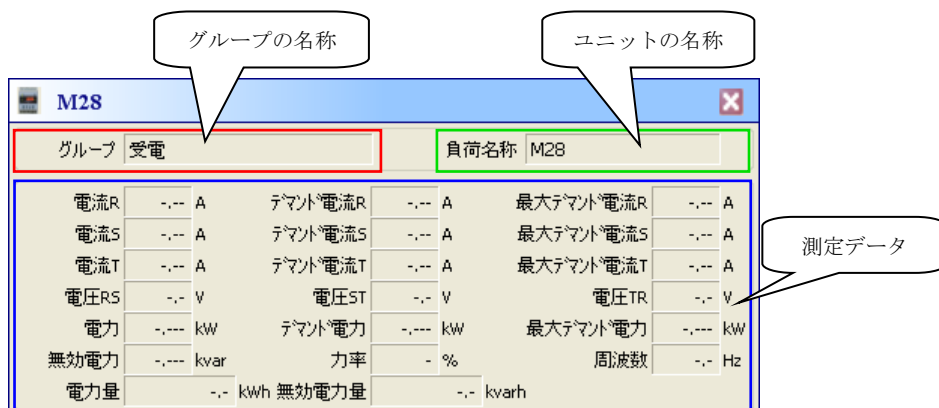 グループの名称
ユニットの名称
M28
グループ 受電 負荷名称 M28
電流R -.-- A ﾃﾞﾏﾝﾄﾞ電流R -.-- A 最大ﾃﾞﾏﾝﾄﾞ電流R -.-- A
電流S -.-- A ﾃﾞﾏﾝﾄﾞ電流S -.-- A 最大ﾃﾞﾏﾝﾄﾞ電流S -.-- A
電流T -.-- A ﾃﾞﾏﾝﾄﾞ電流T -.-- A 最大ﾃﾞﾏﾝﾄﾞ電流T -.-- A
測定データ
電圧RS -.- V 電圧ST -.- V 電圧TR -.- V
電力 -.--- kW ﾃﾞﾏﾝﾄﾞ電力 -.--- kW 最大ﾃﾞﾏﾝﾄﾞ電力 -.--- kW
無効電力 -.--- kvar 力率 - % 周波数 -.- Hz
電力量 -.- kWh 無効電力量 -.- kvarh